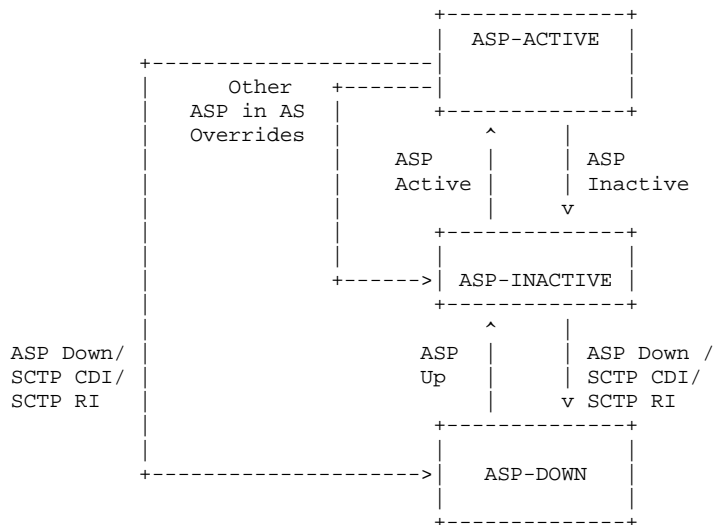 ASP-ACTIVE
Other
ASP in AS
Overrides
ASP ASP
Active Inactive
ASP-INACTIVE
ASP Down/ ASP ASP Down /
SCTP CDI/ Up SCTP CDI/
SCTP RI v SCTP RI
ASP-DOWN